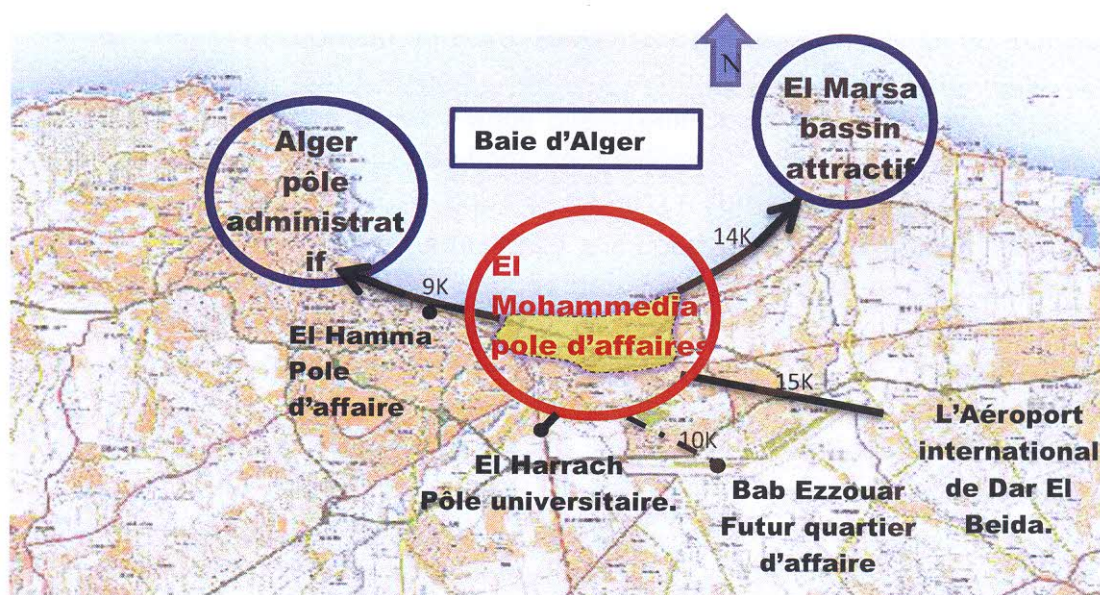 N
El Marsa
bassin
attractif
Baie d'Alger
Alger
pôle
administrat
if
14K
9K
El
Mohammedia
pole d'affaires
El Hamma
Pole
d'affaire
15K
10K
L'Aéroport
international
de Dar El
Beida.
El Harrach
Pôle universitaire.
Bab Ezzouar
Futur quartier
d'affaire